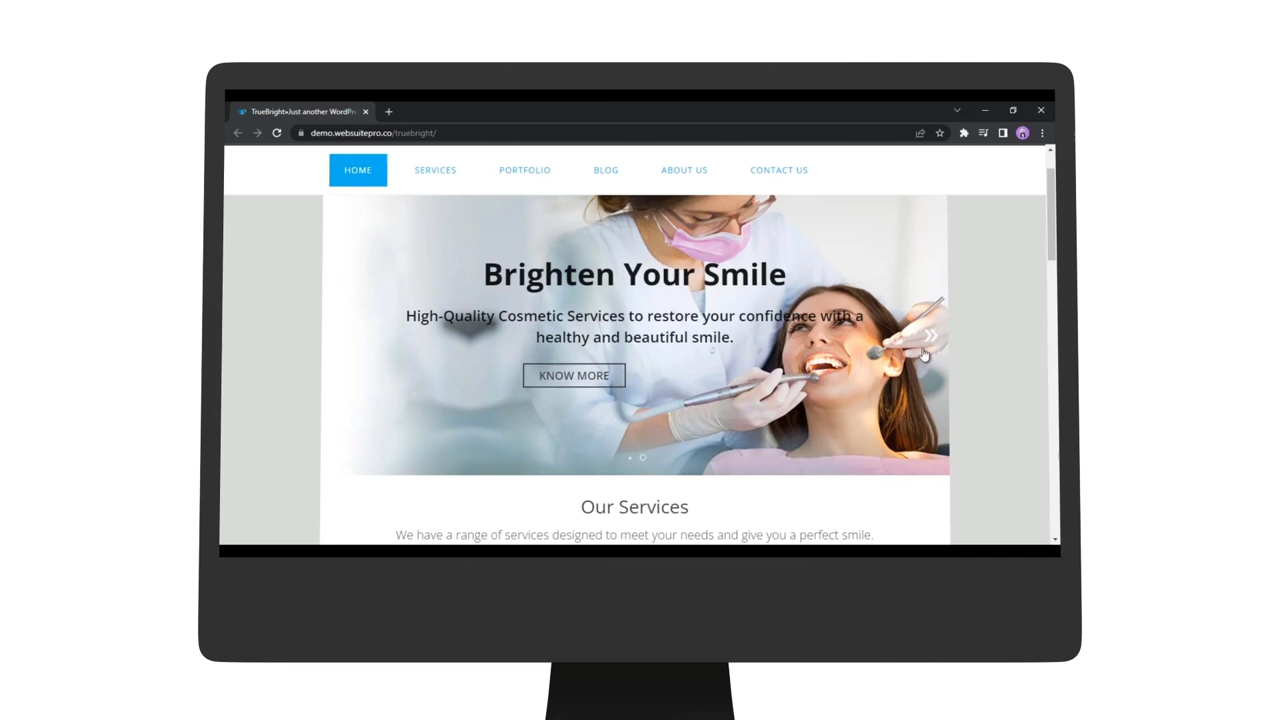 TrueBright»Just another WordPr
demo.websuitepro.co/truebright/
HOME SERVICES PORTFOLIO BLOG ABOUT US CONTACT US
Brighten Your Smile
High-Quality Cosmetic Services to restore your confidence with a
healthy and beautiful smile.
KNOW MORE
Our Services
We have a range of services designed to meet your needs and give you a perfect smile.